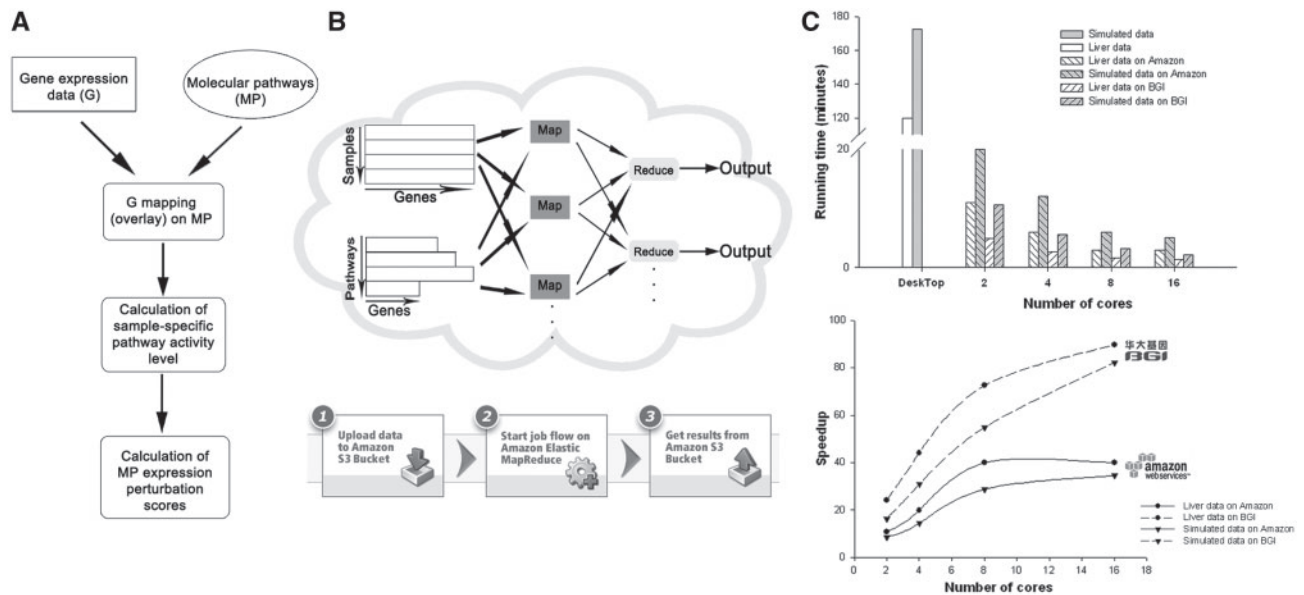 A
Gene expression
data (G)
Molecular pathways
(MP)
G mapping
(overlay) on MP
Calculation of
sample-specific
pathway activity
level
Calculation of
MP expression
perturbation
scores
B
Samples
Genes
Pathways
Genes
Map
Map
Map
Reduce
Reduce
Output
Output
1
Upload data
to Amazon
S3 Bucket
2
Start job flow on
Amazon Elastic
MapReduce
3
Get results from
Amazon S3
Bucket
C
Running time (minutes)
180
160
140
120
20
0
Simulated data
Liver data
Liver data on Amazon
Simulated data on Amazon
Liver data on BGI
Simulated data on BGI
DeskTop 2 4 8 16
Number of cores
Speedup
100
80
60
40
20
0
华大基因
BGI
amazon
webservices™
Liver data on Amazon
Liver data on BGI
Simulated data on Amazon
Simulated data on BGI
0 2 4 6 8 10 12 14 16 18
Number of cores